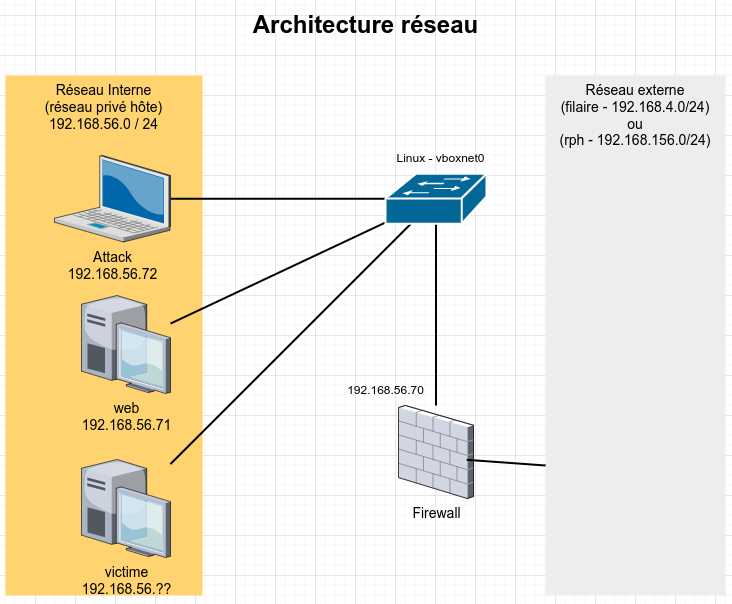 Architecture réseau
Réseau Interne
(réseau privé hôte)
192.168.56.0 / 24
Attack
192.168.56.72
web
192.168.56.71
victime
192.168.56.??
Linux - vboxnet0
192.168.56.70
Firewall
Réseau externe
(filaire - 192.168.4.0/24)
ou
(rph - 192.168.156.0/24)